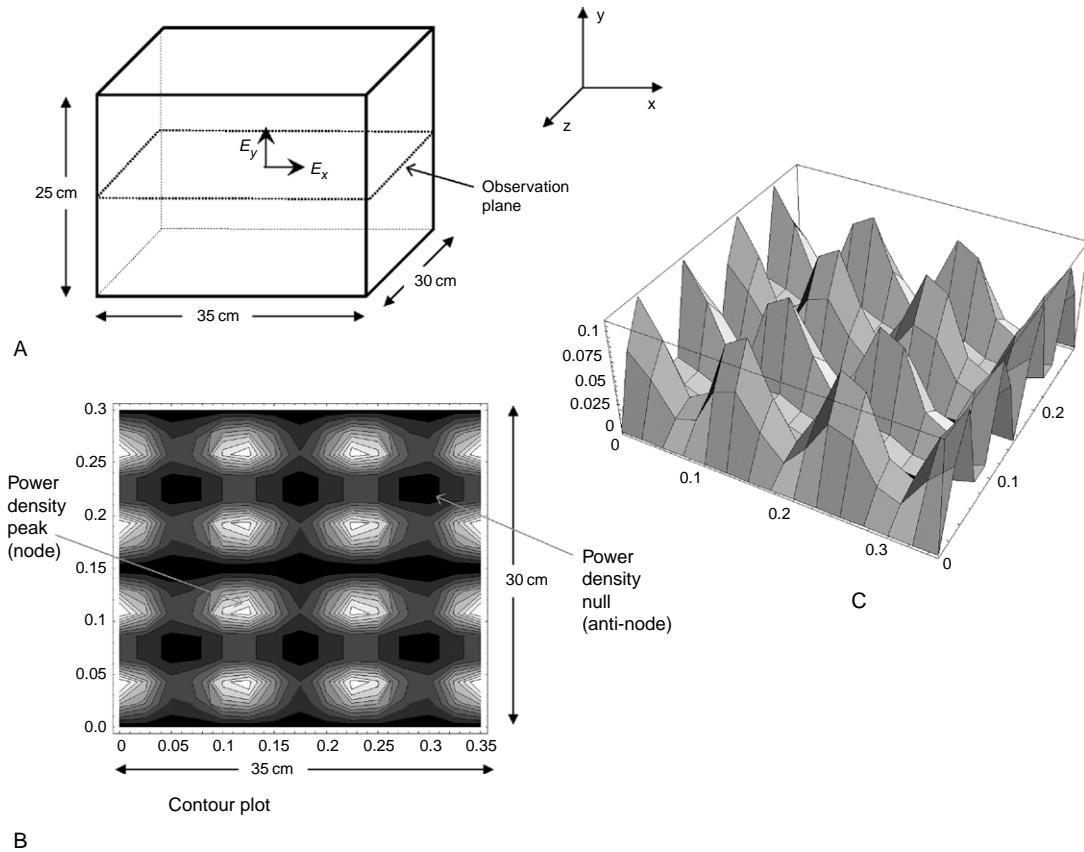 25 cm
E_y
E_x
Observation
plane
30 cm
35 cm
A
y
x
z
0.3
0.25
0.2
0.15
0.1
0.05
0.0
0
0.05
0.1
0.15
0.2
0.25
0.3
0.35
35 cm
30 cm
Power
density
peak
(node)
Power
density
null
(anti-node)
Contour plot
B
0.1
0.075
0.05
0.025
0
0
0.1
0.2
0.3
0
0.1
0.2
C